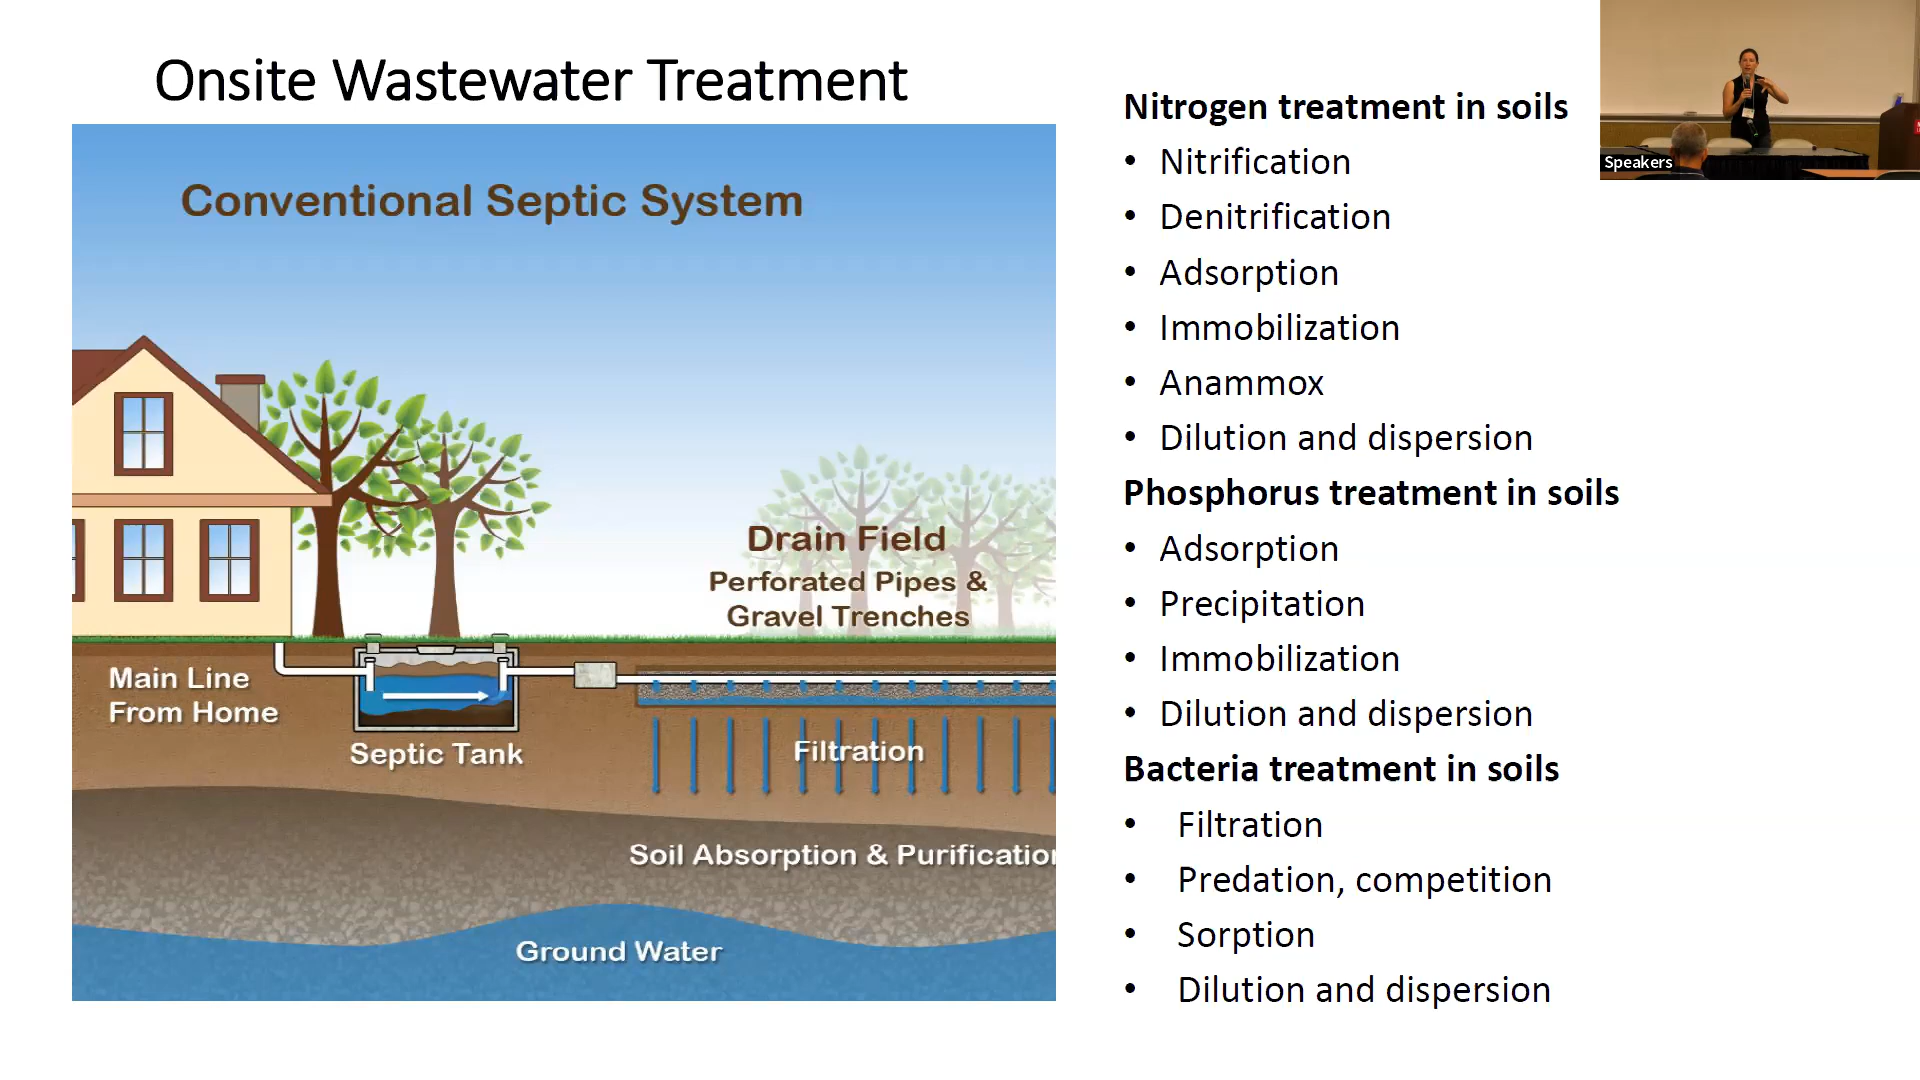 Onsite Wastewater Treatment
Conventional Septic System
Drain Field
Perforated Pipes &
Gravel Trenches
Main Line
From Home
Septic Tank
Filtration
Soil Absorption & Purification
Ground Water
Nitrogen treatment in soils
• Nitrification
• Denitrification
• Adsorption
• Immobilization
• Anammox
• Dilution and dispersion
Phosphorus treatment in soils
• Adsorption
• Precipitation
• Immobilization
• Dilution and dispersion
Bacteria treatment in soils
• Filtration
• Predation, competition
• Sorption
• Dilution and dispersion
Speakers